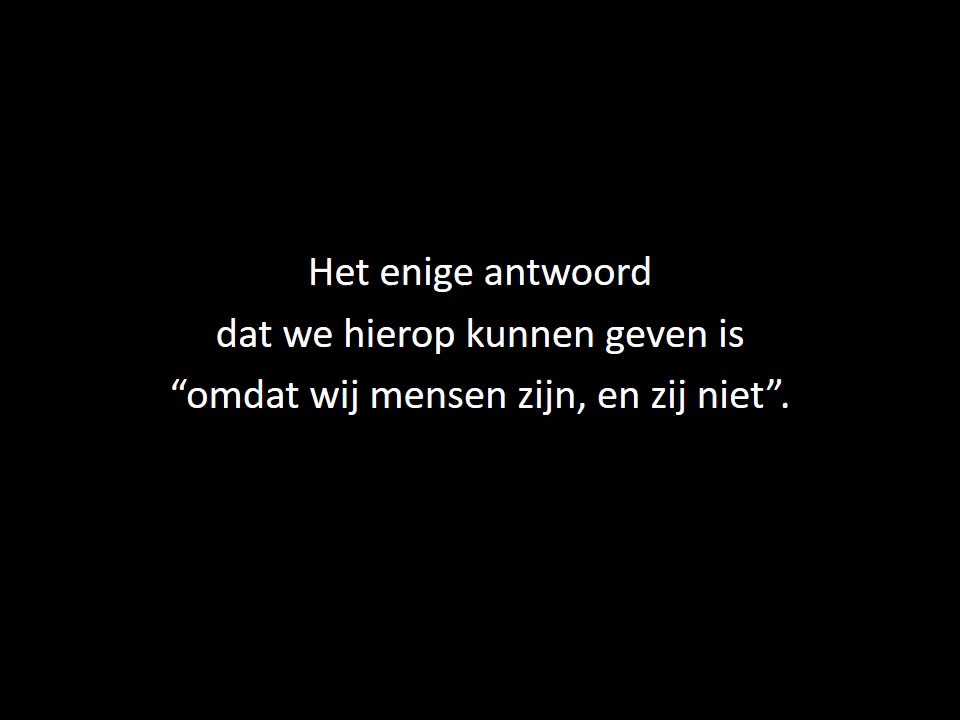 Het enige antwoord
dat we hierop kunnen geven is
“omdat wij mensen zijn, en zij niet”.